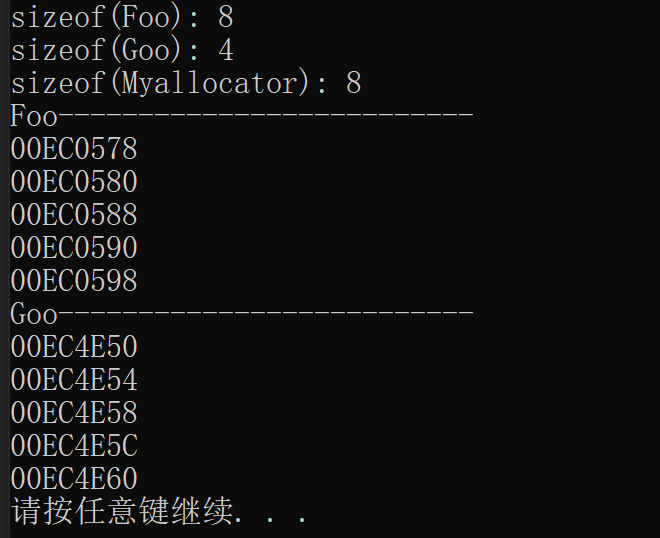 sizeof(Foo): 8
sizeof(Goo): 4
sizeof(Myallocator): 8
Foo--------------------------
00EC0578
00EC0580
00EC0588
00EC0590
00EC0598
Goo--------------------------
00EC4E50
00EC4E54
00EC4E58
00EC4E5C
00EC4E60
请按任意键继续. . .